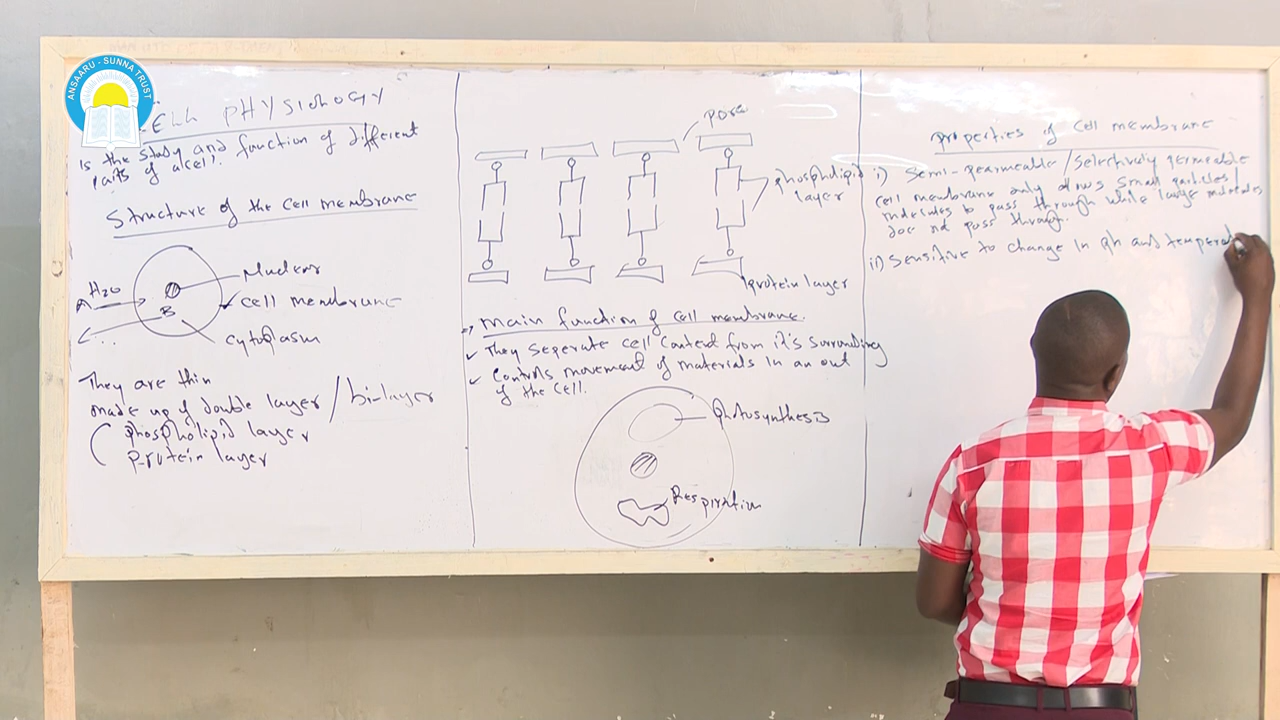 ANSAARU - SUNNA TRUST
CELL PHYSIOLOGY
Is the study and function of different
parts of a cell.
Structure of the cell membrane
Nucleus
H2O
cell membrane
B
cytoplasm
They are thin
made up of double layer / bi-layer
phospholipid layer
protein layer
pore
phospholipid
layer
protein layer
main function of cell membrane.
They seperate cell content from it's surrounding
Controls movement of materials in an out
of the cell.
photosynthesis
Respiration
properties of cell membrane
i) Semi-permeable / selectively permeable
cell membrane only allows small particles /
molecules to pass through while large molecules
doe not pass through.
ii) Sensitive to change in ph and temperat